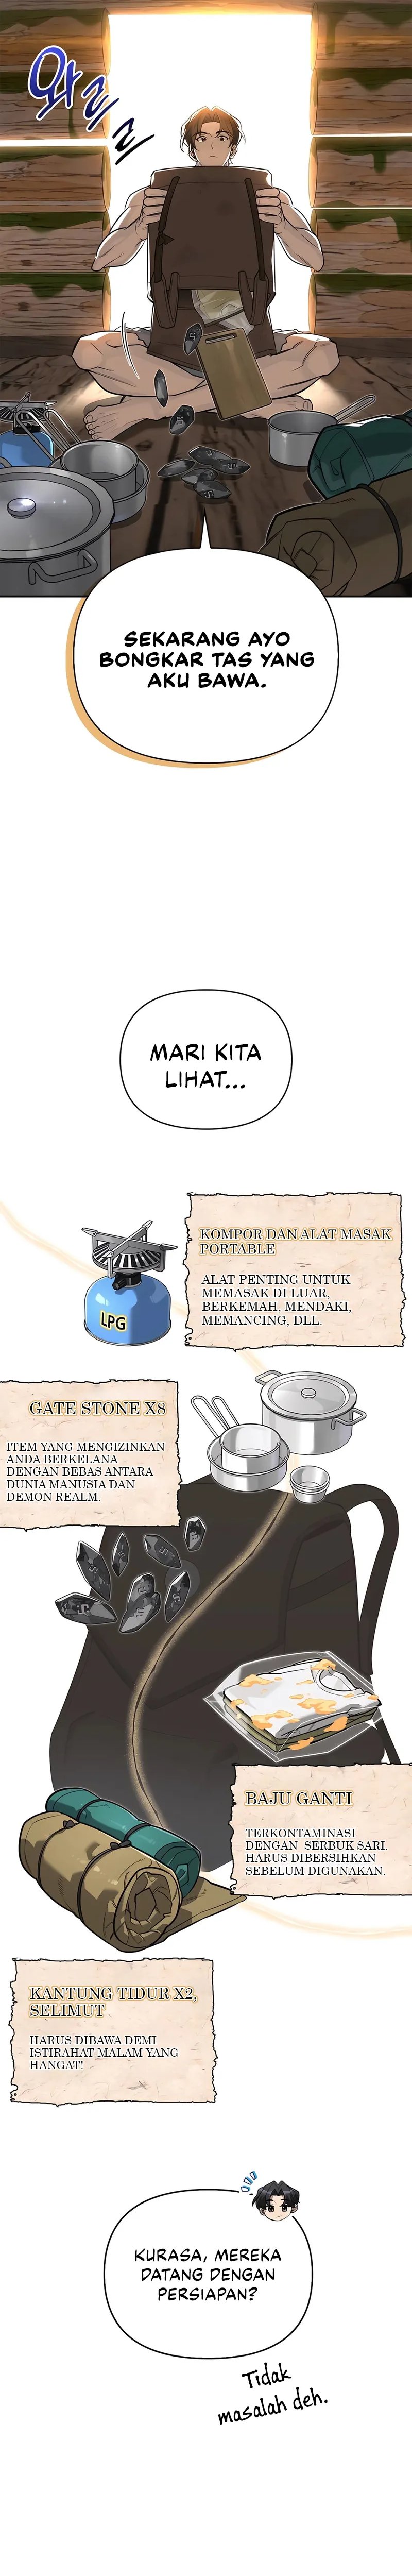 와르르
SEKARANG AYO
BONGKAR TAS YANG
AKU BAWA.
MARI KITA
LIHAT...
KOMPOR DAN ALAT MASAK
PORTABLE
ALAT PENTING UNTUK
MEMASAK DI LUAR,
BERKEMAH, MENDAKI,
MEMANCING, DLL.
LPG
GATE STONE X8
ITEM YANG MENGIZINKAN
ANDA BERKELANA
DENGAN BEBAS ANTARA
DUNIA MANUSIA DAN
DEMON REALM.
BAJU GANTI
TERKONTAMINASI
DENGAN SERBUK SARI.
HARUS DIBERSIHKAN
SEBELUM DIGUNAKAN.
KANTUNG TIDUR X2,
SELIMUT
HARUS DIBAWA DEMI
ISTIRAHAT MALAM YANG
HANGAT!
KURASA, MEREKA
DATANG DENGAN
PERSIAPAN?
Tidak
masalah deh.